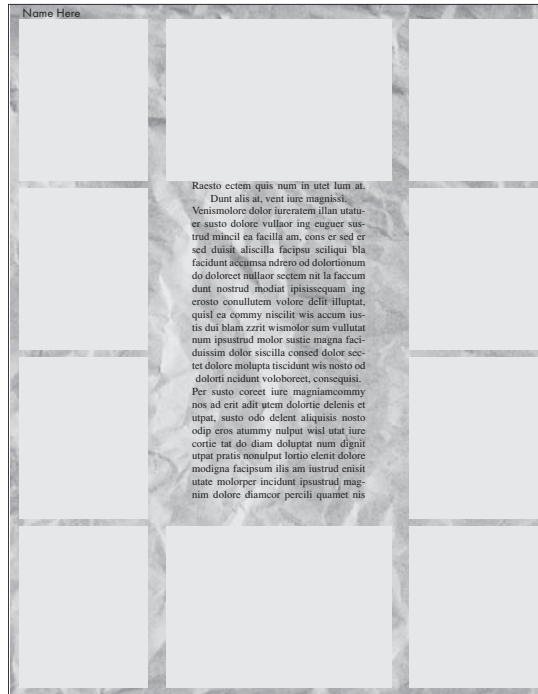 Name Here
Raesto ectem quis num in utet lum at.
Dunt alis at, vent iure magnissi.
Venismolore dolor iureratem illan utatu-
er susto dolore vullaor ing euguer sus-
trud mincil ea facilla am, cons er sed er
sed duisit aliscilla facipsu sciliqui bla
facidunt accumsa ndrero od dolortionum
do doloreet nullaor sectem nit la faccum
dunt nostrud modiat ipisissequam ing
erosto conullutem volore delit illuptat,
quisl ea commy niscilit wis accum ius-
tis dui blam zzrit wismolor sum vullutat
num ipsustrud molor sustie magna faci-
duissim dolor siscilla consed dolor sec-
tet dolore molupta tiscidunt wis nosto od
dolorti ncidunt voloboreet, consequisi.
Per susto coreet iure magniamcommy
nos ad erit adit utem dolortie delenis et
utpat, susto odo delent aliquisis nosto
odip eros atummy nulput wisl utat iure
cortie tat do diam doluptat num dignit
utpat pratis nonulput lortio elenit dolore
modigna facipsum ilis am iustrud enisit
utate molorper incidunt ipsustrud mag-
nim dolore diamcor percili quamet nis